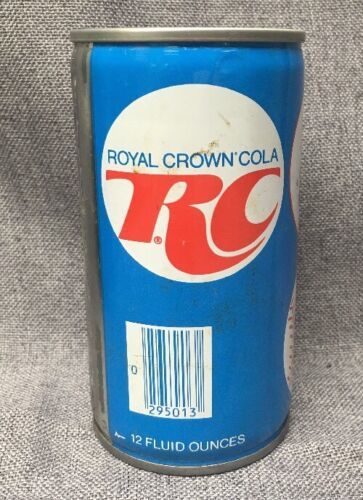 ROYAL CROWN COLA
RC®
0
295013
12 FLUID OUNCES